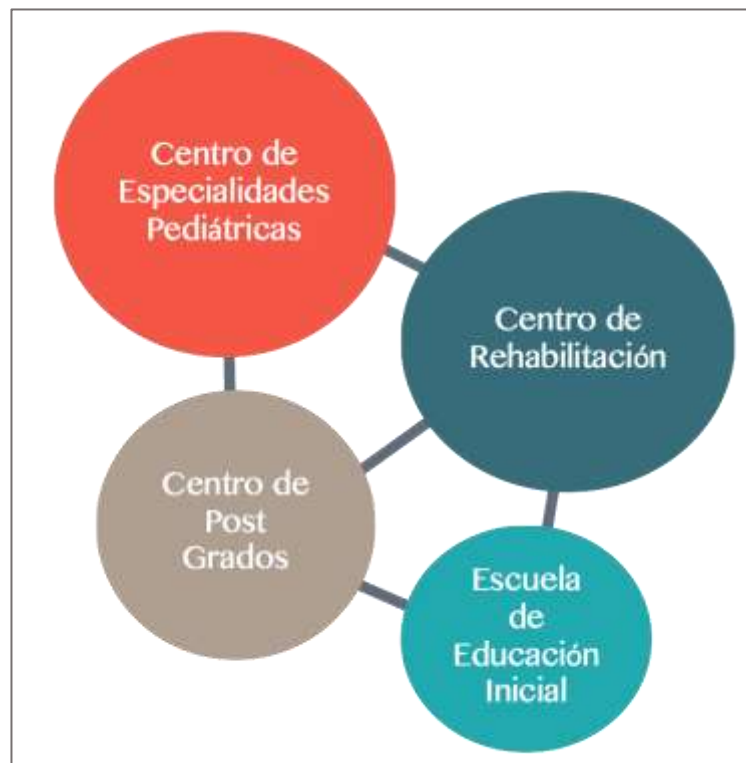 Centro de
Especialidades
Pediátricas
Centro de
Rehabilitación
Centro de
Post
Grados
Escuela
de
Educación
Inicial